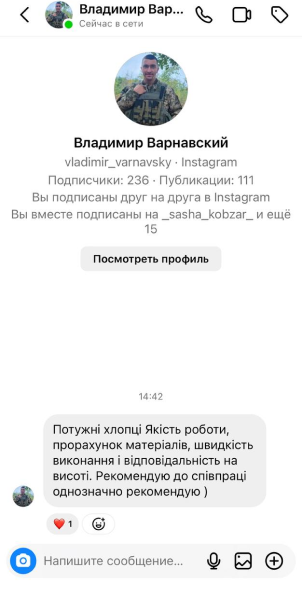 Владимир Вар...
Сейчас в сети
Владимир Варнавский
vladimir_varnavsky · Instagram
Подписчики: 236 · Публикации: 111
Вы подписаны друг на друга в Instagram
Вы вместе подписаны на _sasha_kobzar_ и ещё
15
Посмотреть профиль
14:42
Потужні хлопці Якість роботи,
прорахунок матеріалів, швидкість
виконання і відповідальність на
висоті. Рекомендую до співпраці
однозначно рекомендую )
1
Напишите сообщение...